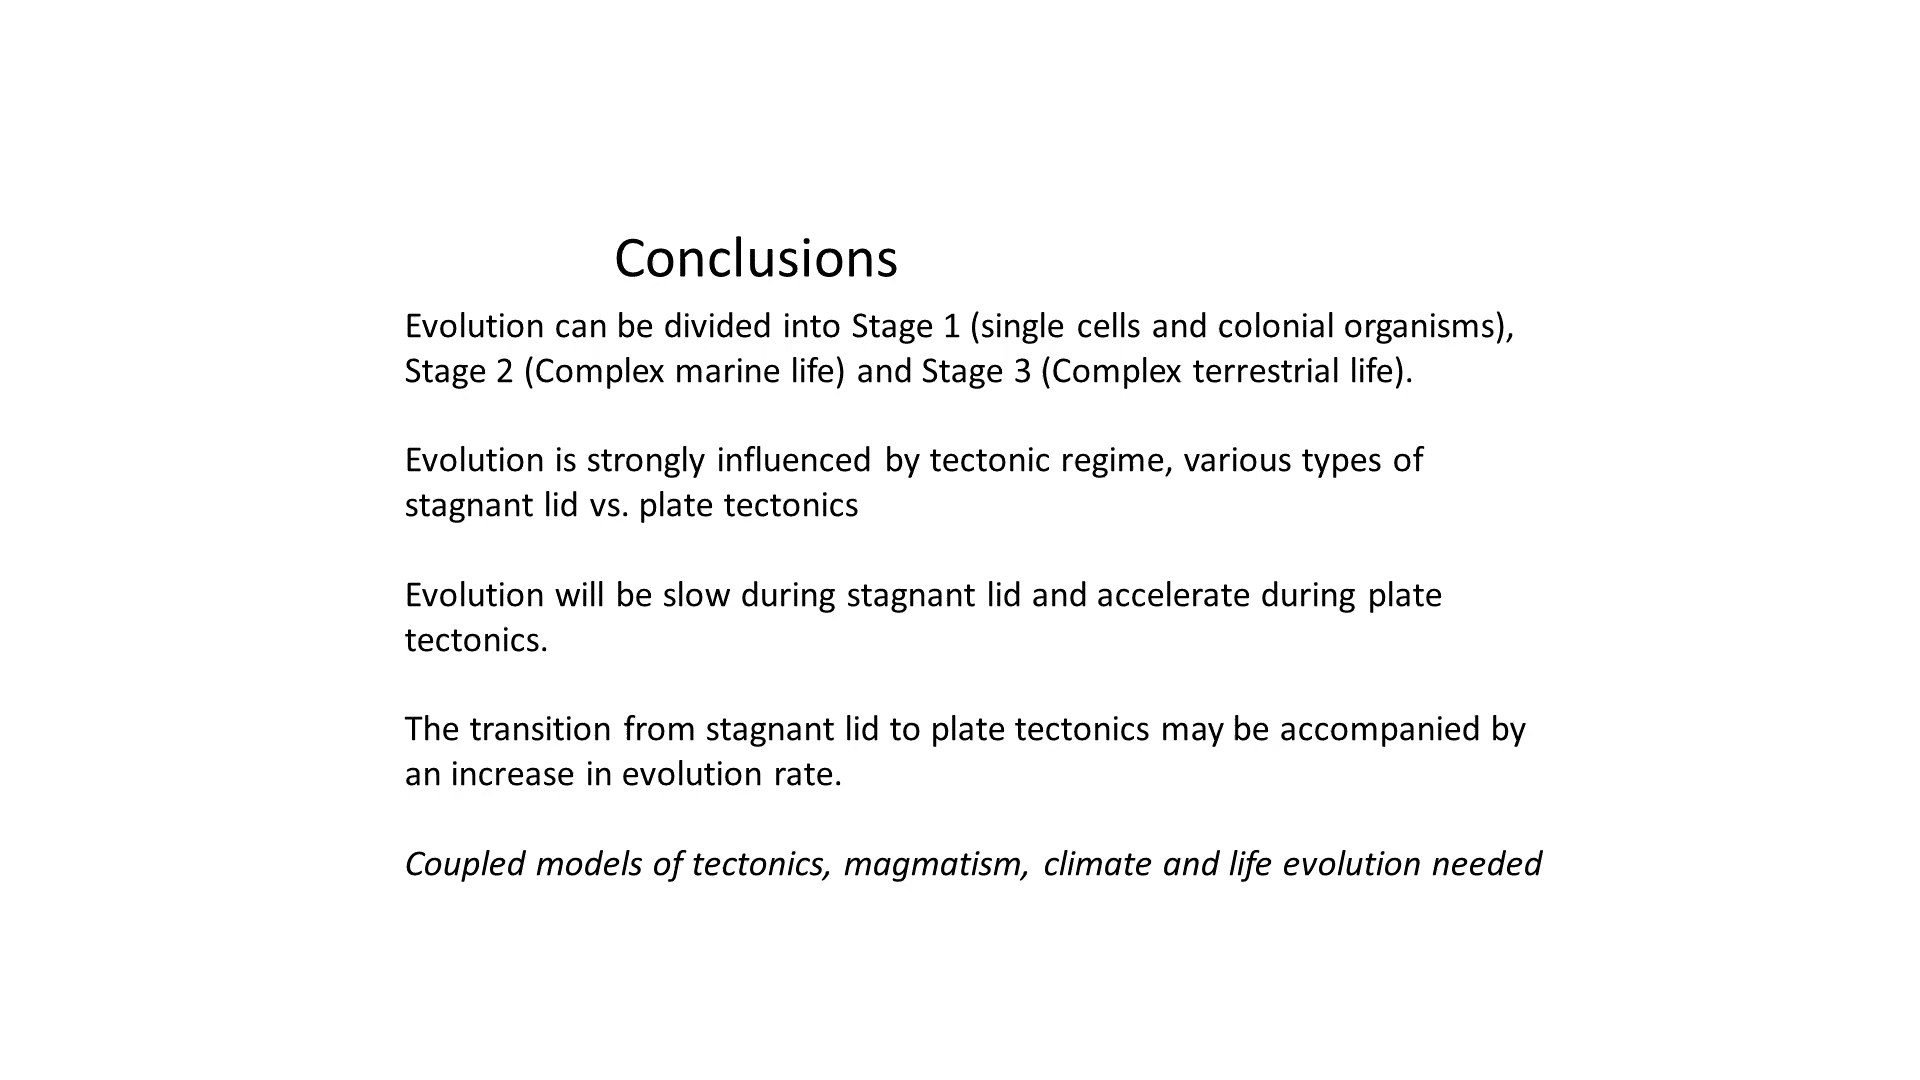 Conclusions
Evolution can be divided into Stage 1 (single cells and colonial organisms),
Stage 2 (Complex marine life) and Stage 3 (Complex terrestrial life).
Evolution is strongly influenced by tectonic regime, various types of
stagnant lid vs. plate tectonics
Evolution will be slow during stagnant lid and accelerate during plate
tectonics.
The transition from stagnant lid to plate tectonics may be accompanied by
an increase in evolution rate.
Coupled models of tectonics, magmatism, climate and life evolution needed